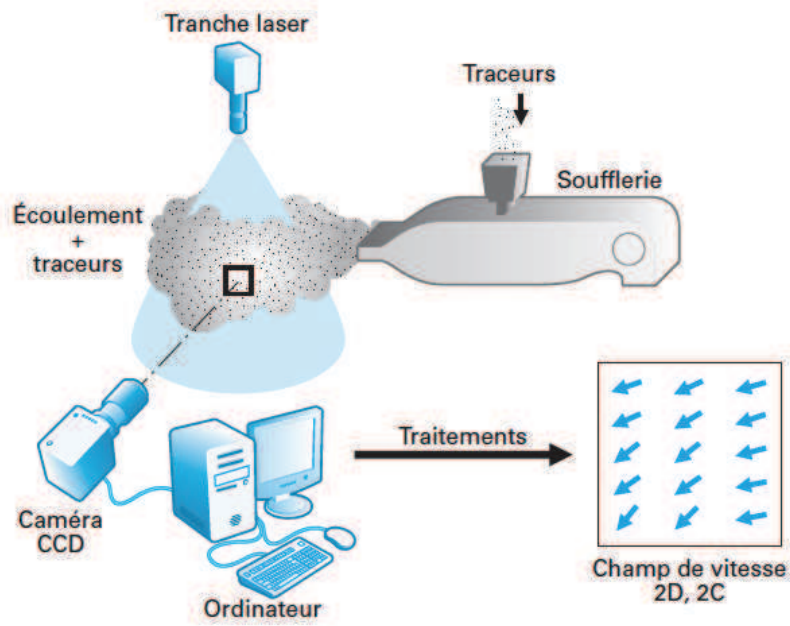 Tranche laser
Traceurs
Soufflerie
Écoulement
+
traceurs
Traitements
Caméra
CCD
Ordinateur
Champ de vitesse
2D, 2C